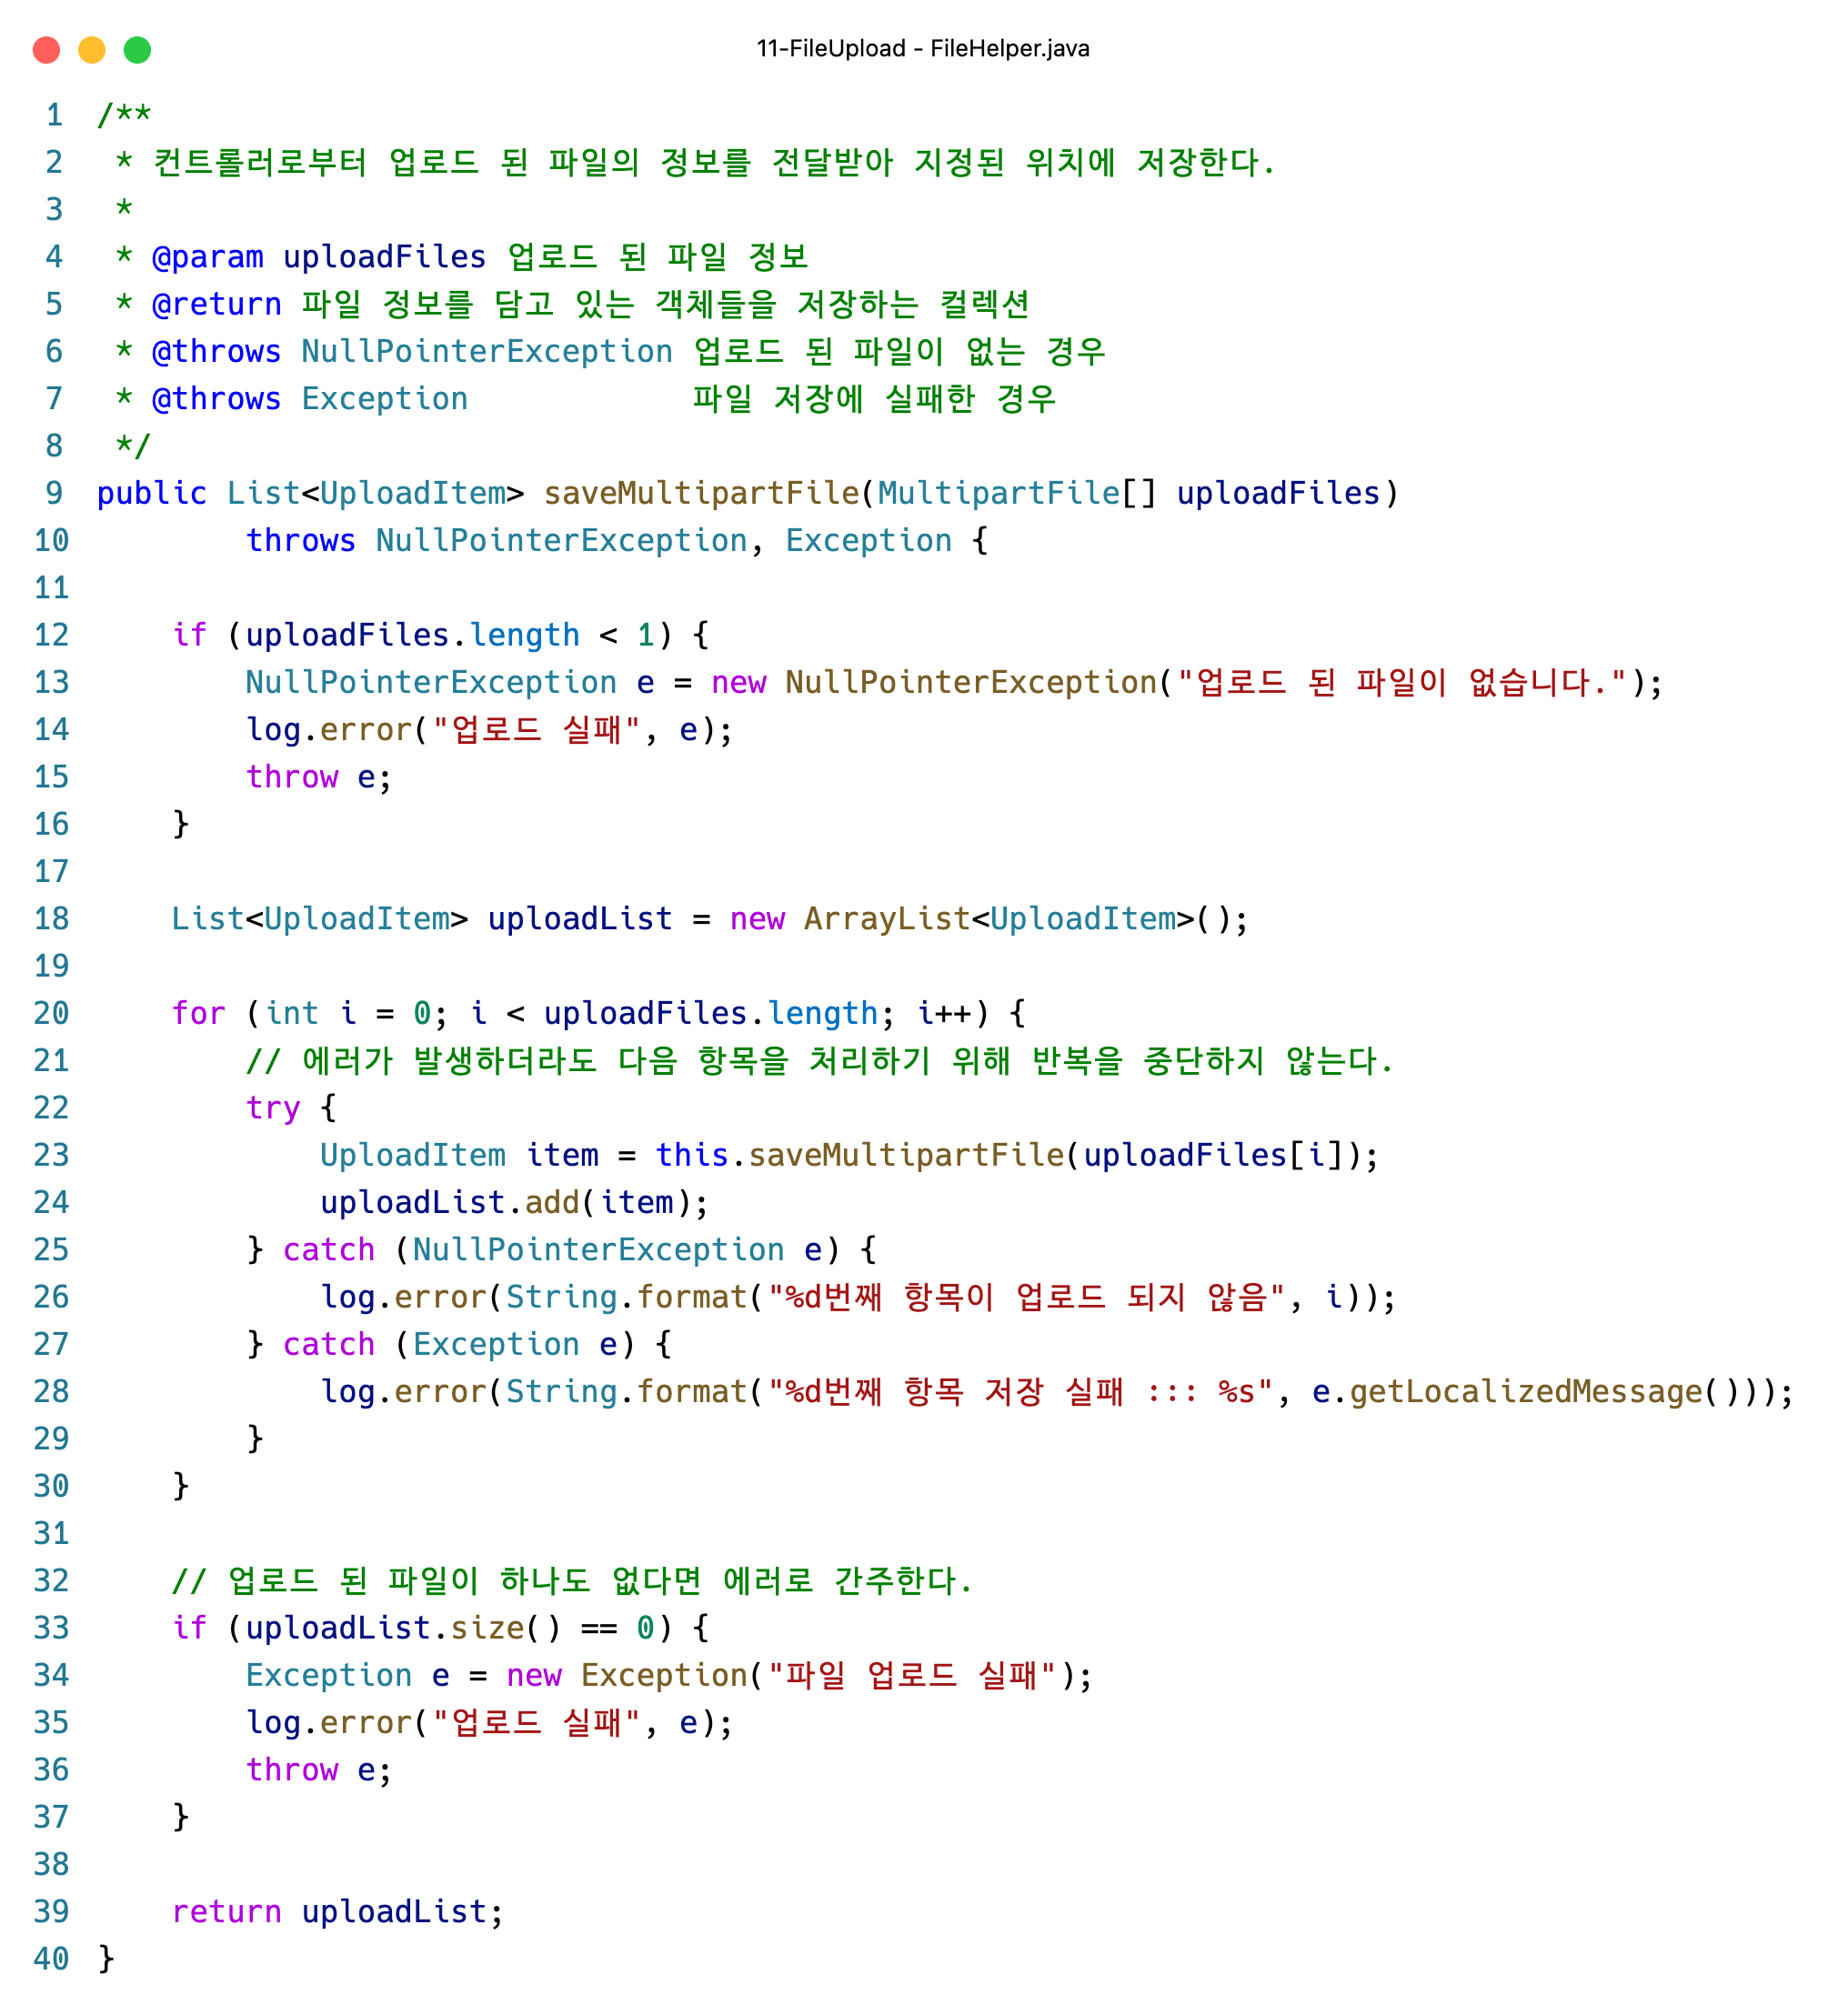 11-FileUpload - FileHelper.java
1 /**
2  * 컨트롤러로부터 업로드 된 파일의 정보를 전달받아 지정된 위치에 저장한다.
3  *
4  * @param uploadFiles 업로드 된 파일 정보
5  * @return 파일 정보를 담고 있는 객체들을 저장하는 컬렉션
6  * @throws NullPointerException 업로드 된 파일이 없는 경우
7  * @throws Exception            파일 저장에 실패한 경우
8  */
9 public List<UploadItem> saveMultipartFile(MultipartFile[] uploadFiles)
10         throws NullPointerException, Exception {
11
12     if (uploadFiles.length < 1) {
13         NullPointerException e = new NullPointerException("업로드 된 파일이 없습니다.");
14         log.error("업로드 실패", e);
15         throw e;
16     }
17
18     List<UploadItem> uploadList = new ArrayList<UploadItem>();
19
20     for (int i = 0; i < uploadFiles.length; i++) {
21         // 에러가 발생하더라도 다음 항목을 처리하기 위해 반복을 중단하지 않는다.
22         try {
23             UploadItem item = this.saveMultipartFile(uploadFiles[i]);
24             uploadList.add(item);
25         } catch (NullPointerException e) {
26             log.error(String.format("%d번째 항목이 업로드 되지 않음", i));
27         } catch (Exception e) {
28             log.error(String.format("%d번째 항목 저장 실패 ::: %s", e.getLocalizedMessage()));
29         }
30     }
31
32     // 업로드 된 파일이 하나도 없다면 에러로 간주한다.
33     if (uploadList.size() == 0) {
34         Exception e = new Exception("파일 업로드 실패");
35         log.error("업로드 실패", e);
36         throw e;
37     }
38
39     return uploadList;
40 }